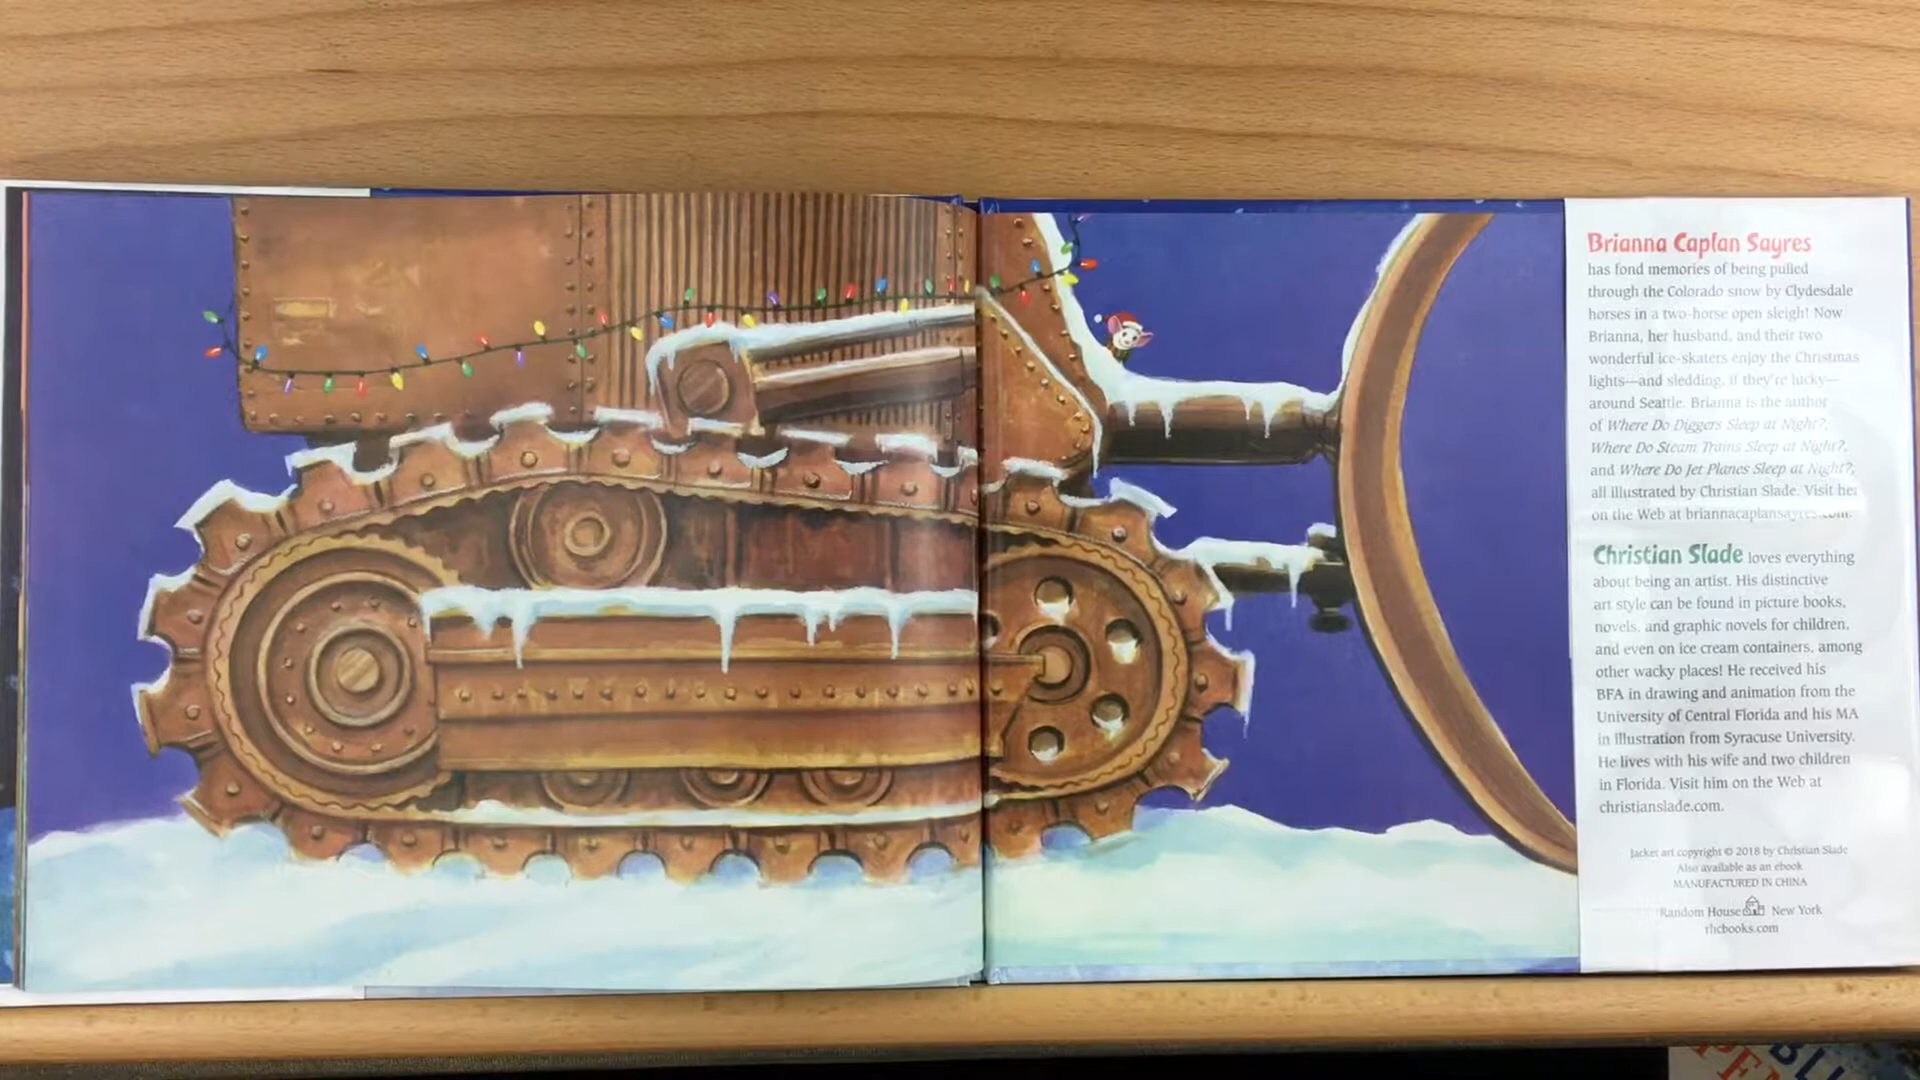 Brianna Caplan Sayres
has fond memories of being pulled
through the Colorado snow by Clydesdale
horses in a two-horse open sleigh! Now
Brianna, her husband, and their two
wonderful ice-skaters enjoy the Christmas
lights—and sledding, if they're lucky—
around Seattle. Brianna is the author
of Where Do Diggers Sleep at Night?,
Where Do Steam Trains Sleep at Night?,
and Where Do Jet Planes Sleep at Night?,
all illustrated by Christian Slade. Visit her
on the Web at briannacaplansayres.com.
Christian Slade loves everything
about being an artist. His distinctive
art style can be found in picture books,
novels, and graphic novels for children,
and even on ice cream containers, among
other wacky places! He received his
BFA in drawing and animation from the
University of Central Florida and his MA
in illustration from Syracuse University.
He lives with his wife and two children
in Florida. Visit him on the Web at
christianslade.com.
Jacket art copyright © 2018 by Christian Slade
Also available as an ebook
MANUFACTURED IN CHINA
Random House New York
rhcbooks.com